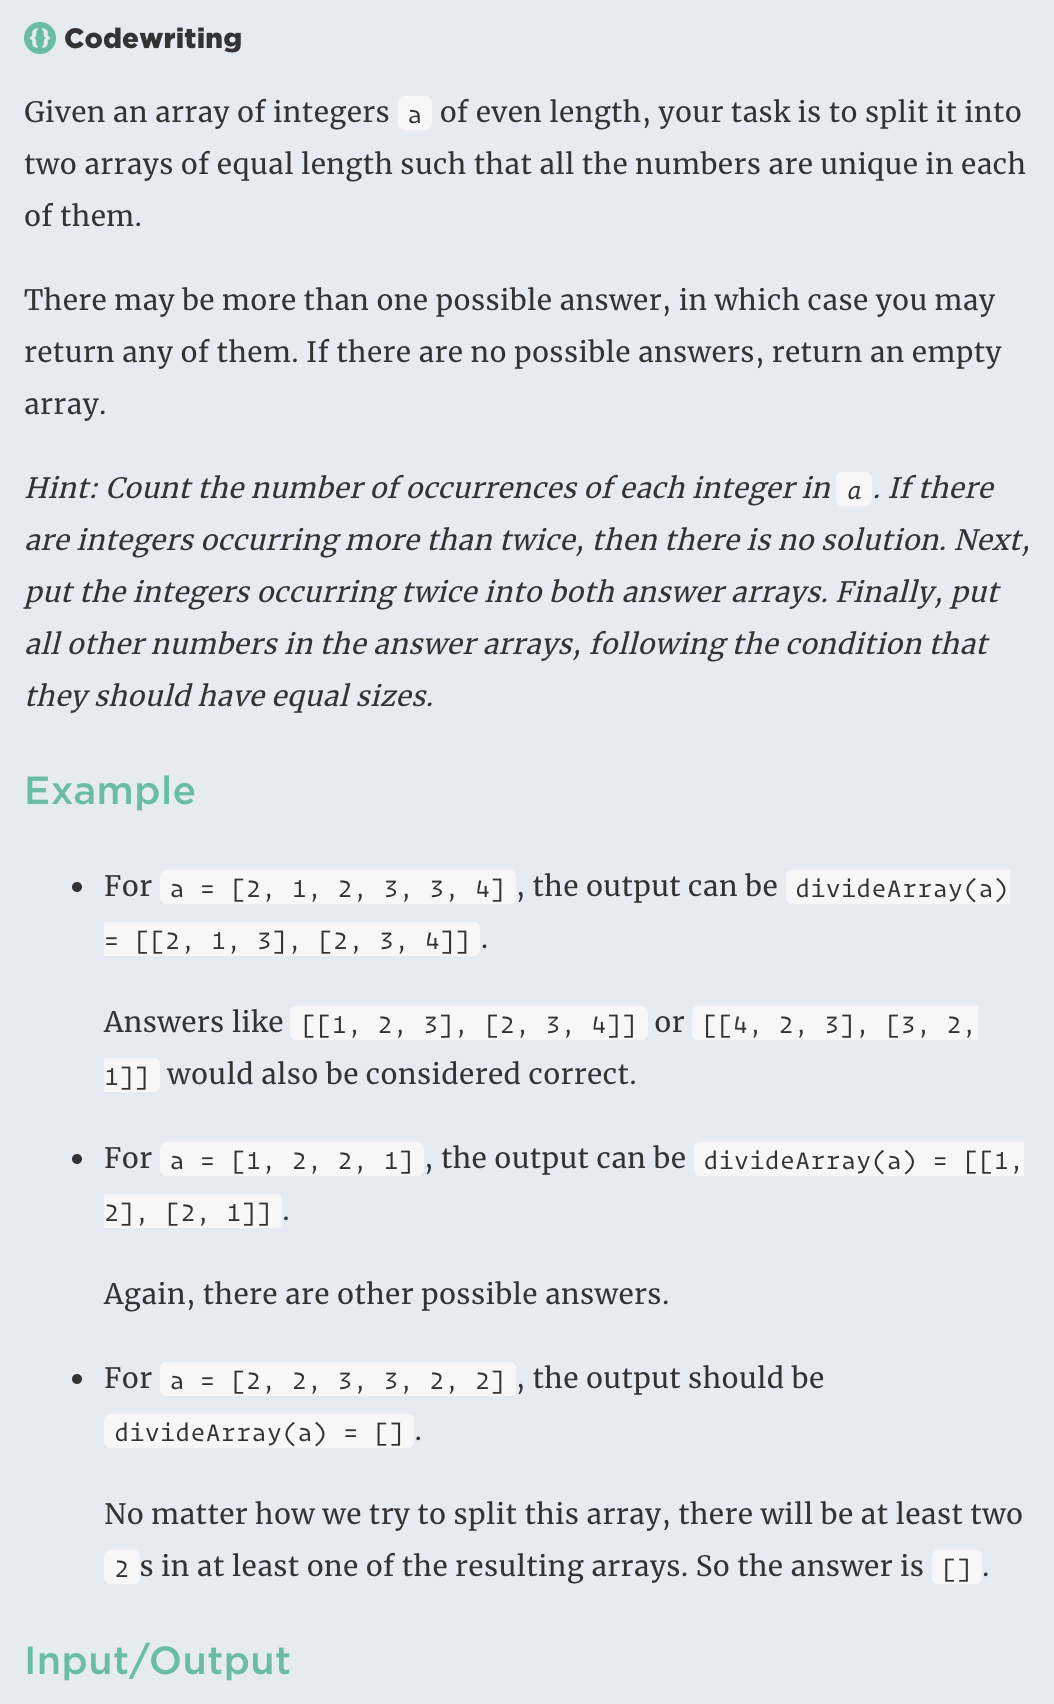 {} Codewriting
Given an array of integers a of even length, your task is to split it into
two arrays of equal length such that all the numbers are unique in each
of them.
There may be more than one possible answer, in which case you may
return any of them. If there are no possible answers, return an empty
array.
Hint: Count the number of occurrences of each integer in a. If there
are integers occurring more than twice, then there is no solution. Next,
put the integers occurring twice into both answer arrays. Finally, put
all other numbers in the answer arrays, following the condition that
they should have equal sizes.
Example
• For a = [2, 1, 2, 3, 3, 4], the output can be divideArray(a)
= [[2, 1, 3], [2, 3, 4]].
Answers like [[1, 2, 3], [2, 3, 4]] or [[4, 2, 3], [3, 2,
1]] would also be considered correct.
• For a = [1, 2, 2, 1], the output can be divideArray(a) = [[1,
2], [2, 1]].
Again, there are other possible answers.
• For a = [2, 2, 3, 3, 2, 2], the output should be
divideArray(a) = [].
No matter how we try to split this array, there will be at least two
2s in at least one of the resulting arrays. So the answer is [].
Input/Output